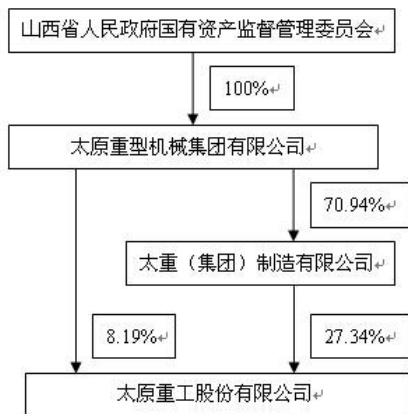 山西省人民政府国有资产监督管理委员会
100%
太原重型机械集团有限公司
70.94%
太重（集团）制造有限公司
8.19%
27.34%
太原重工股份有限公司